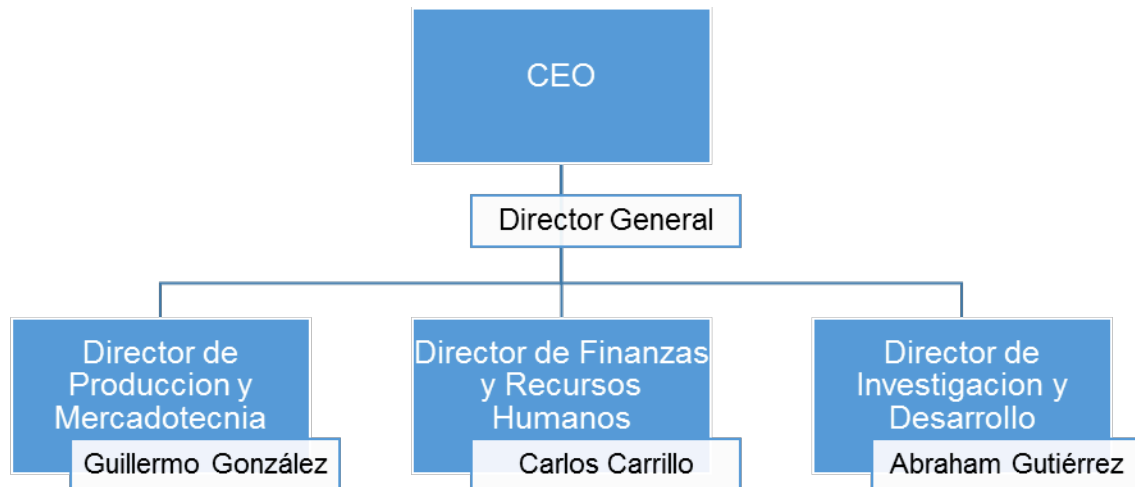 CEO
Director General
Director de
Produccion y
Mercadotecnia
Guillermo González
Director de Finanzas
y Recursos
Humanos
Carlos Carrillo
Director de
Investigacion y
Desarrollo
Abraham Gutiérrez